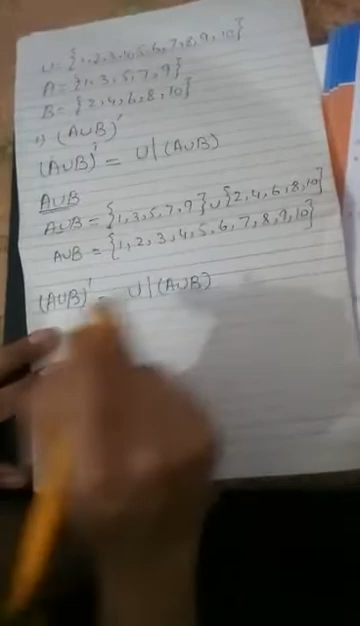 U= {1,2,3,4,5,6,7,8,9,10}
A= {1,3,5,7,9}
B= {2,4,6,8,10}
(A∪B)'
(A∪B)' = U|(A∪B)
A∪B
A∪B = {1,3,5,7,9}∪{2,4,6,8,10}
A∪B = {1,2,3,4,5,6,7,8,9,10}
(A∪B)' = U|(A∪B)